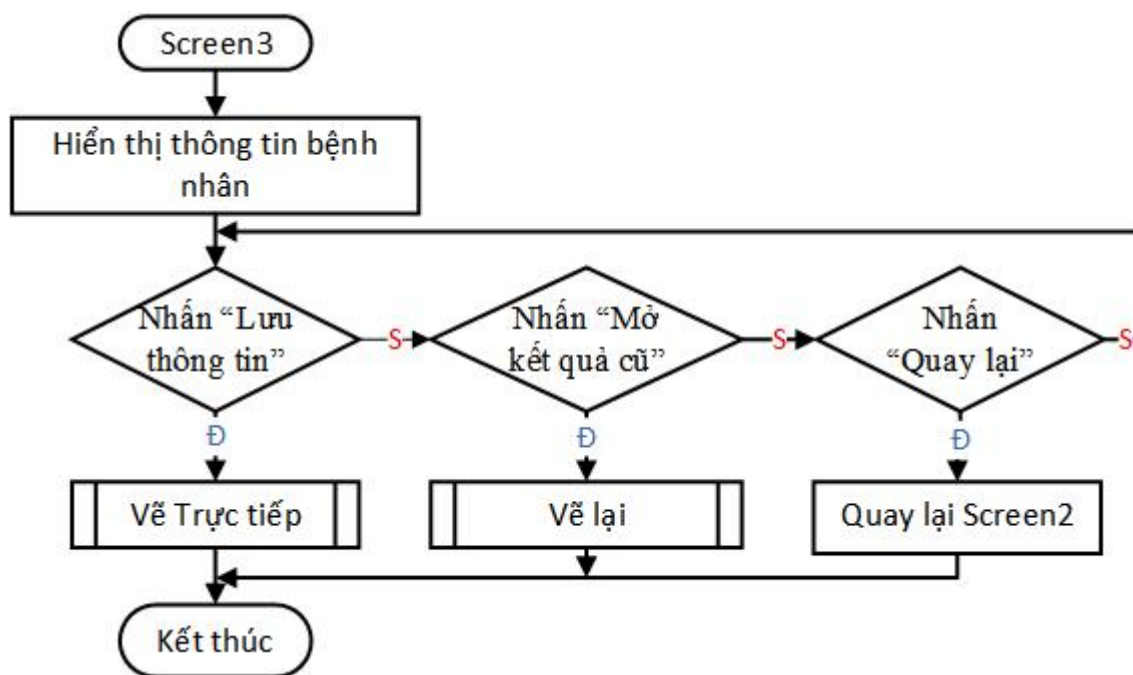 Screen3
Hiển thị thông tin bệnh
nhân
Nhấn “Lưu
thông tin”
S
Nhấn “Mở
kết quả cũ”
S
Nhấn
“Quay lại”
S
Đ
Đ
Đ
Vẽ Trực tiếp
Vẽ lại
Quay lại Screen2
Kết thúc